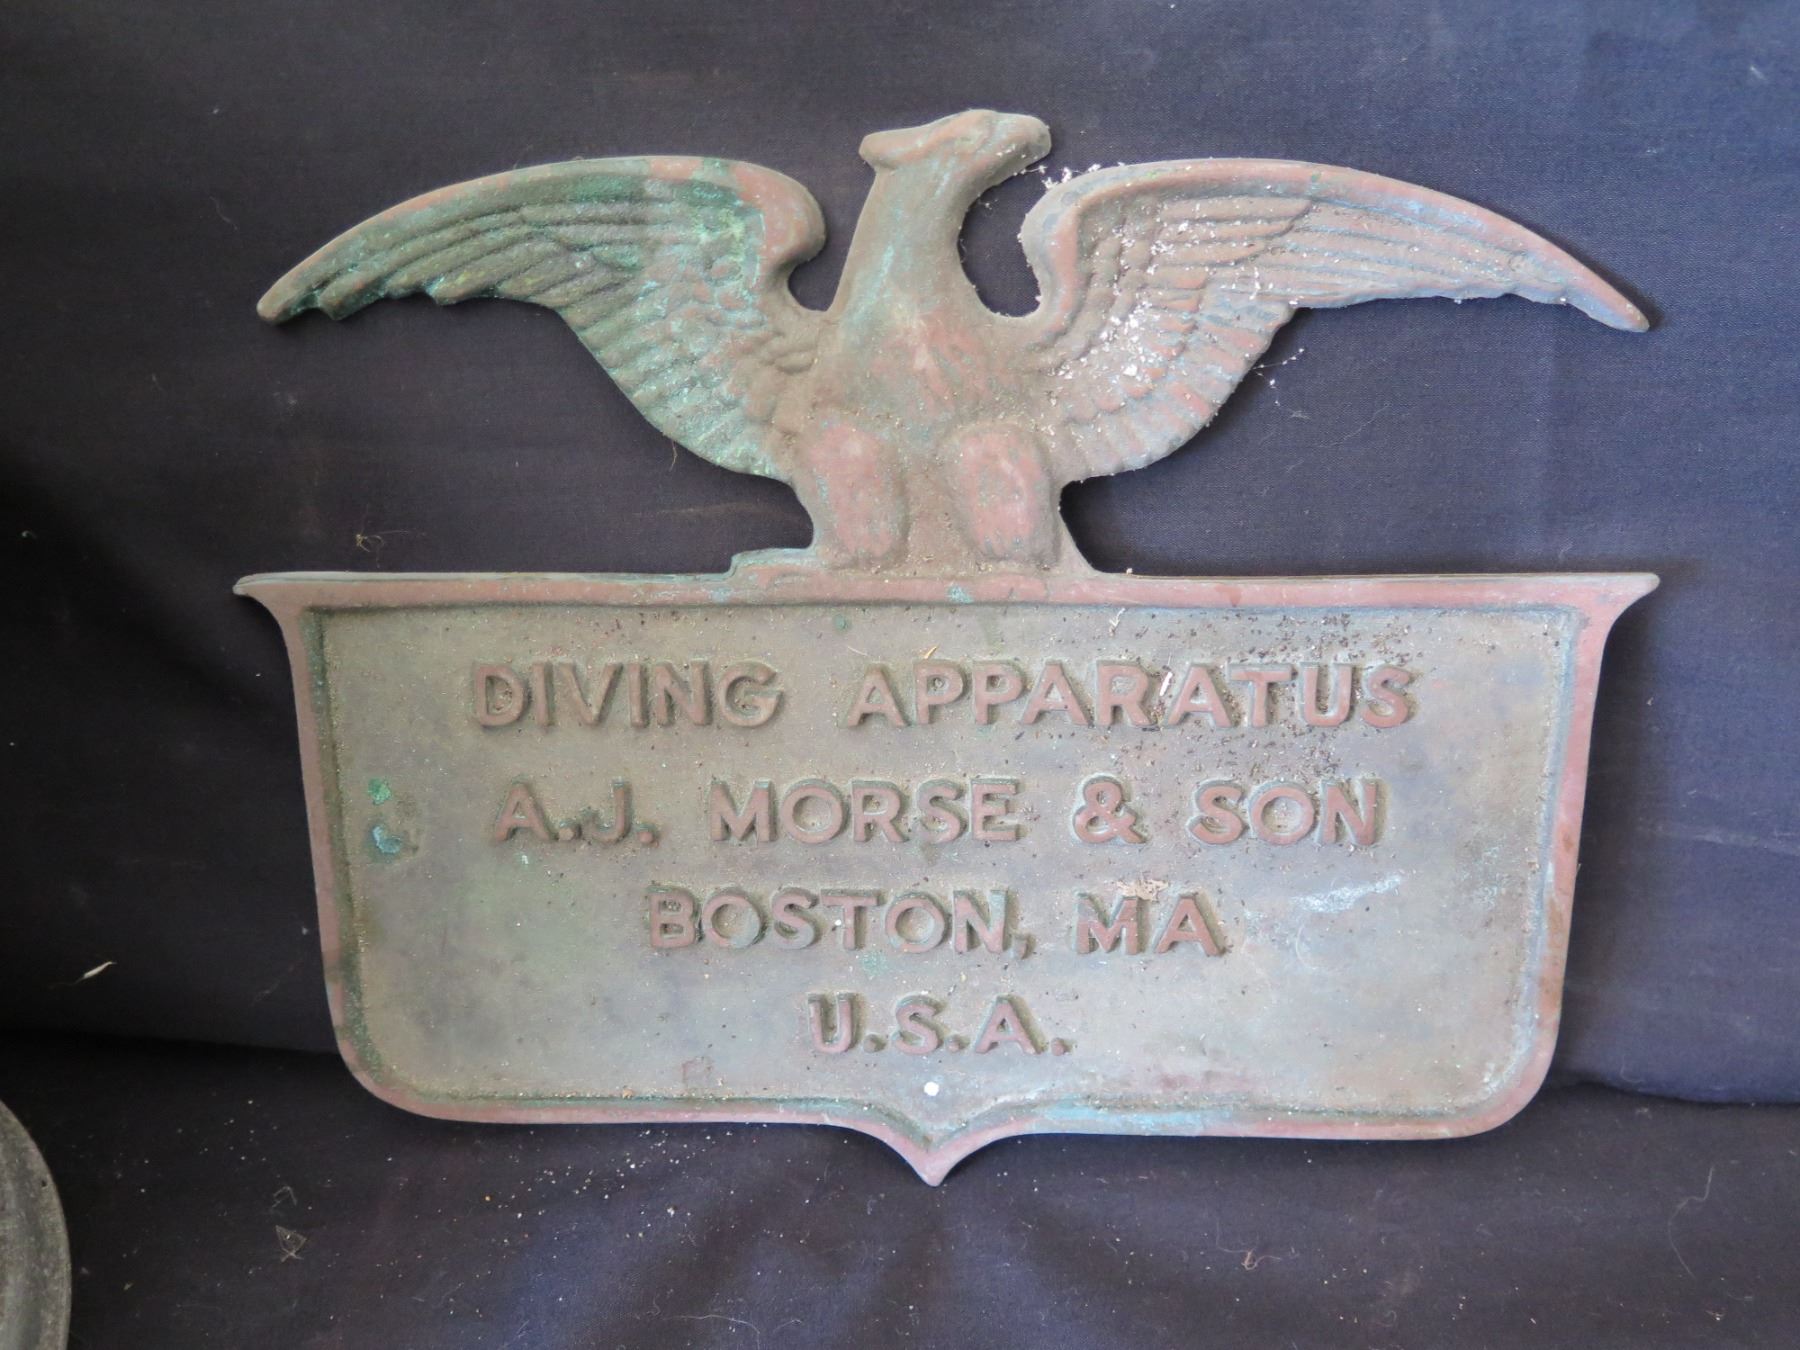 DIVING APPARATUS
A.J. MORSE & SON
BOSTON, MA
U.S.A.